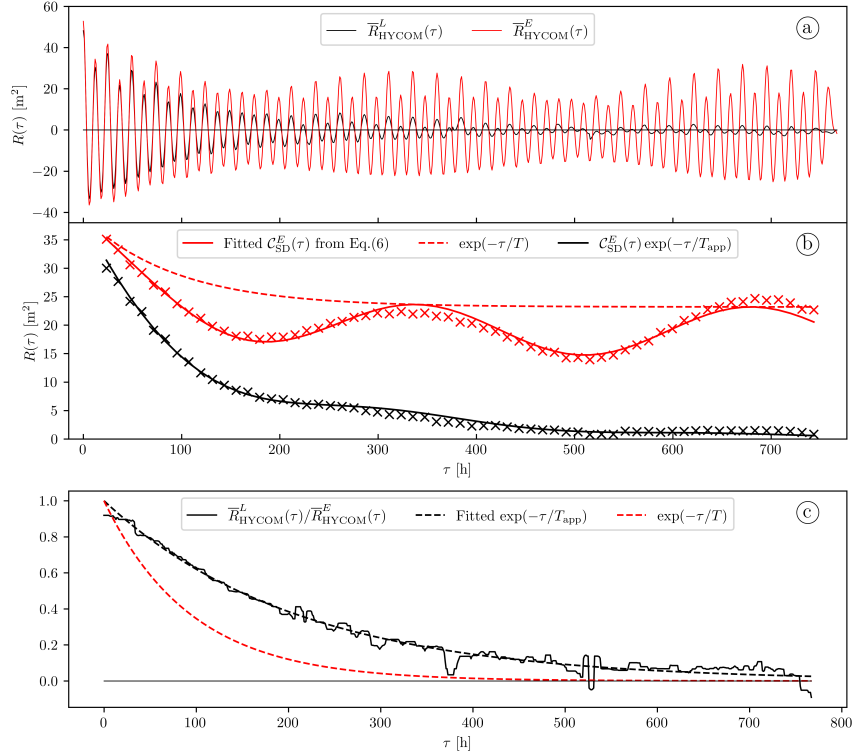 R̅ᴸ_HYCOM(τ) R̅ᴱ_HYCOM(τ) a
R(τ) [m²]
60
40
20
0
−20
−40
Fitted 𝒞ᴱ_SD(τ) from Eq.(6) exp(−τ/T) 𝒞ᴱ_SD(τ) exp(−τ/T_app) b
R(τ) [m²]
35
30
25
20
15
10
5
0
0 100 200 300 400 500 600 700
τ [h]
R̅ᴸ_HYCOM(τ)/R̅ᴱ_HYCOM(τ) Fitted exp(−τ/T_app) exp(−τ/T) c
1.0
0.8
0.6
0.4
0.2
0.0
0 100 200 300 400 500 600 700 800
τ [h]